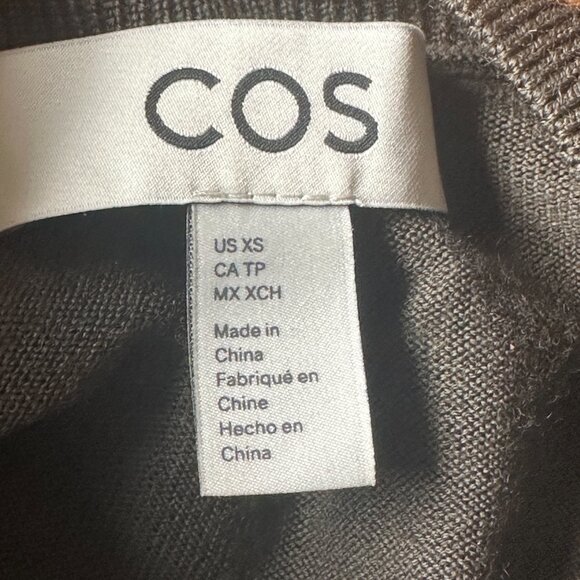 COS
US XS
CA TP
MX XCH
Made in
China
Fabriqué en
Chine
Hecho en
China